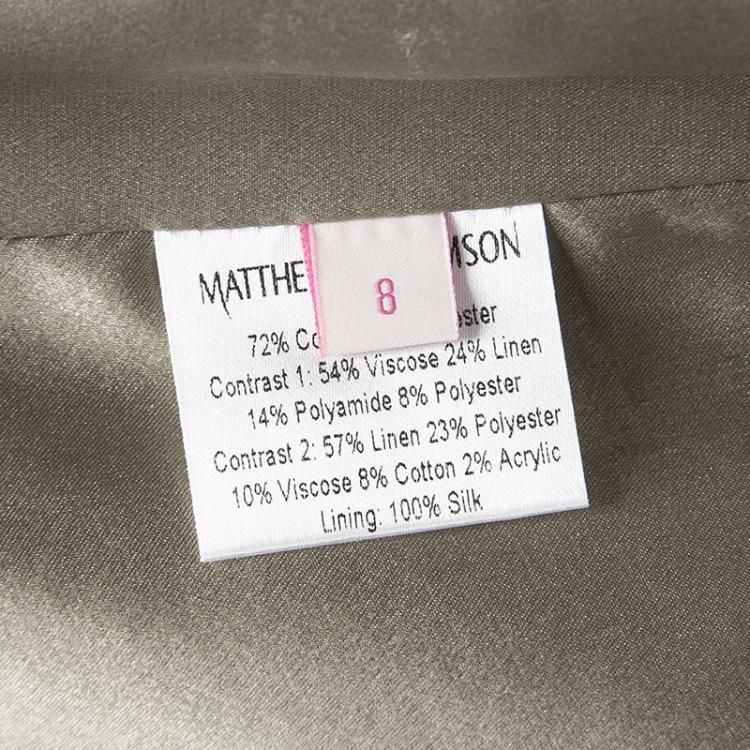 MATTHE MSON
8
72% Co ester
Contrast 1: 54% Viscose 24% Linen
14% Polyamide 8% Polyester
Contrast 2: 57% Linen 23% Polyester
10% Viscose 8% Cotton 2% Acrylic
Lining: 100% Silk